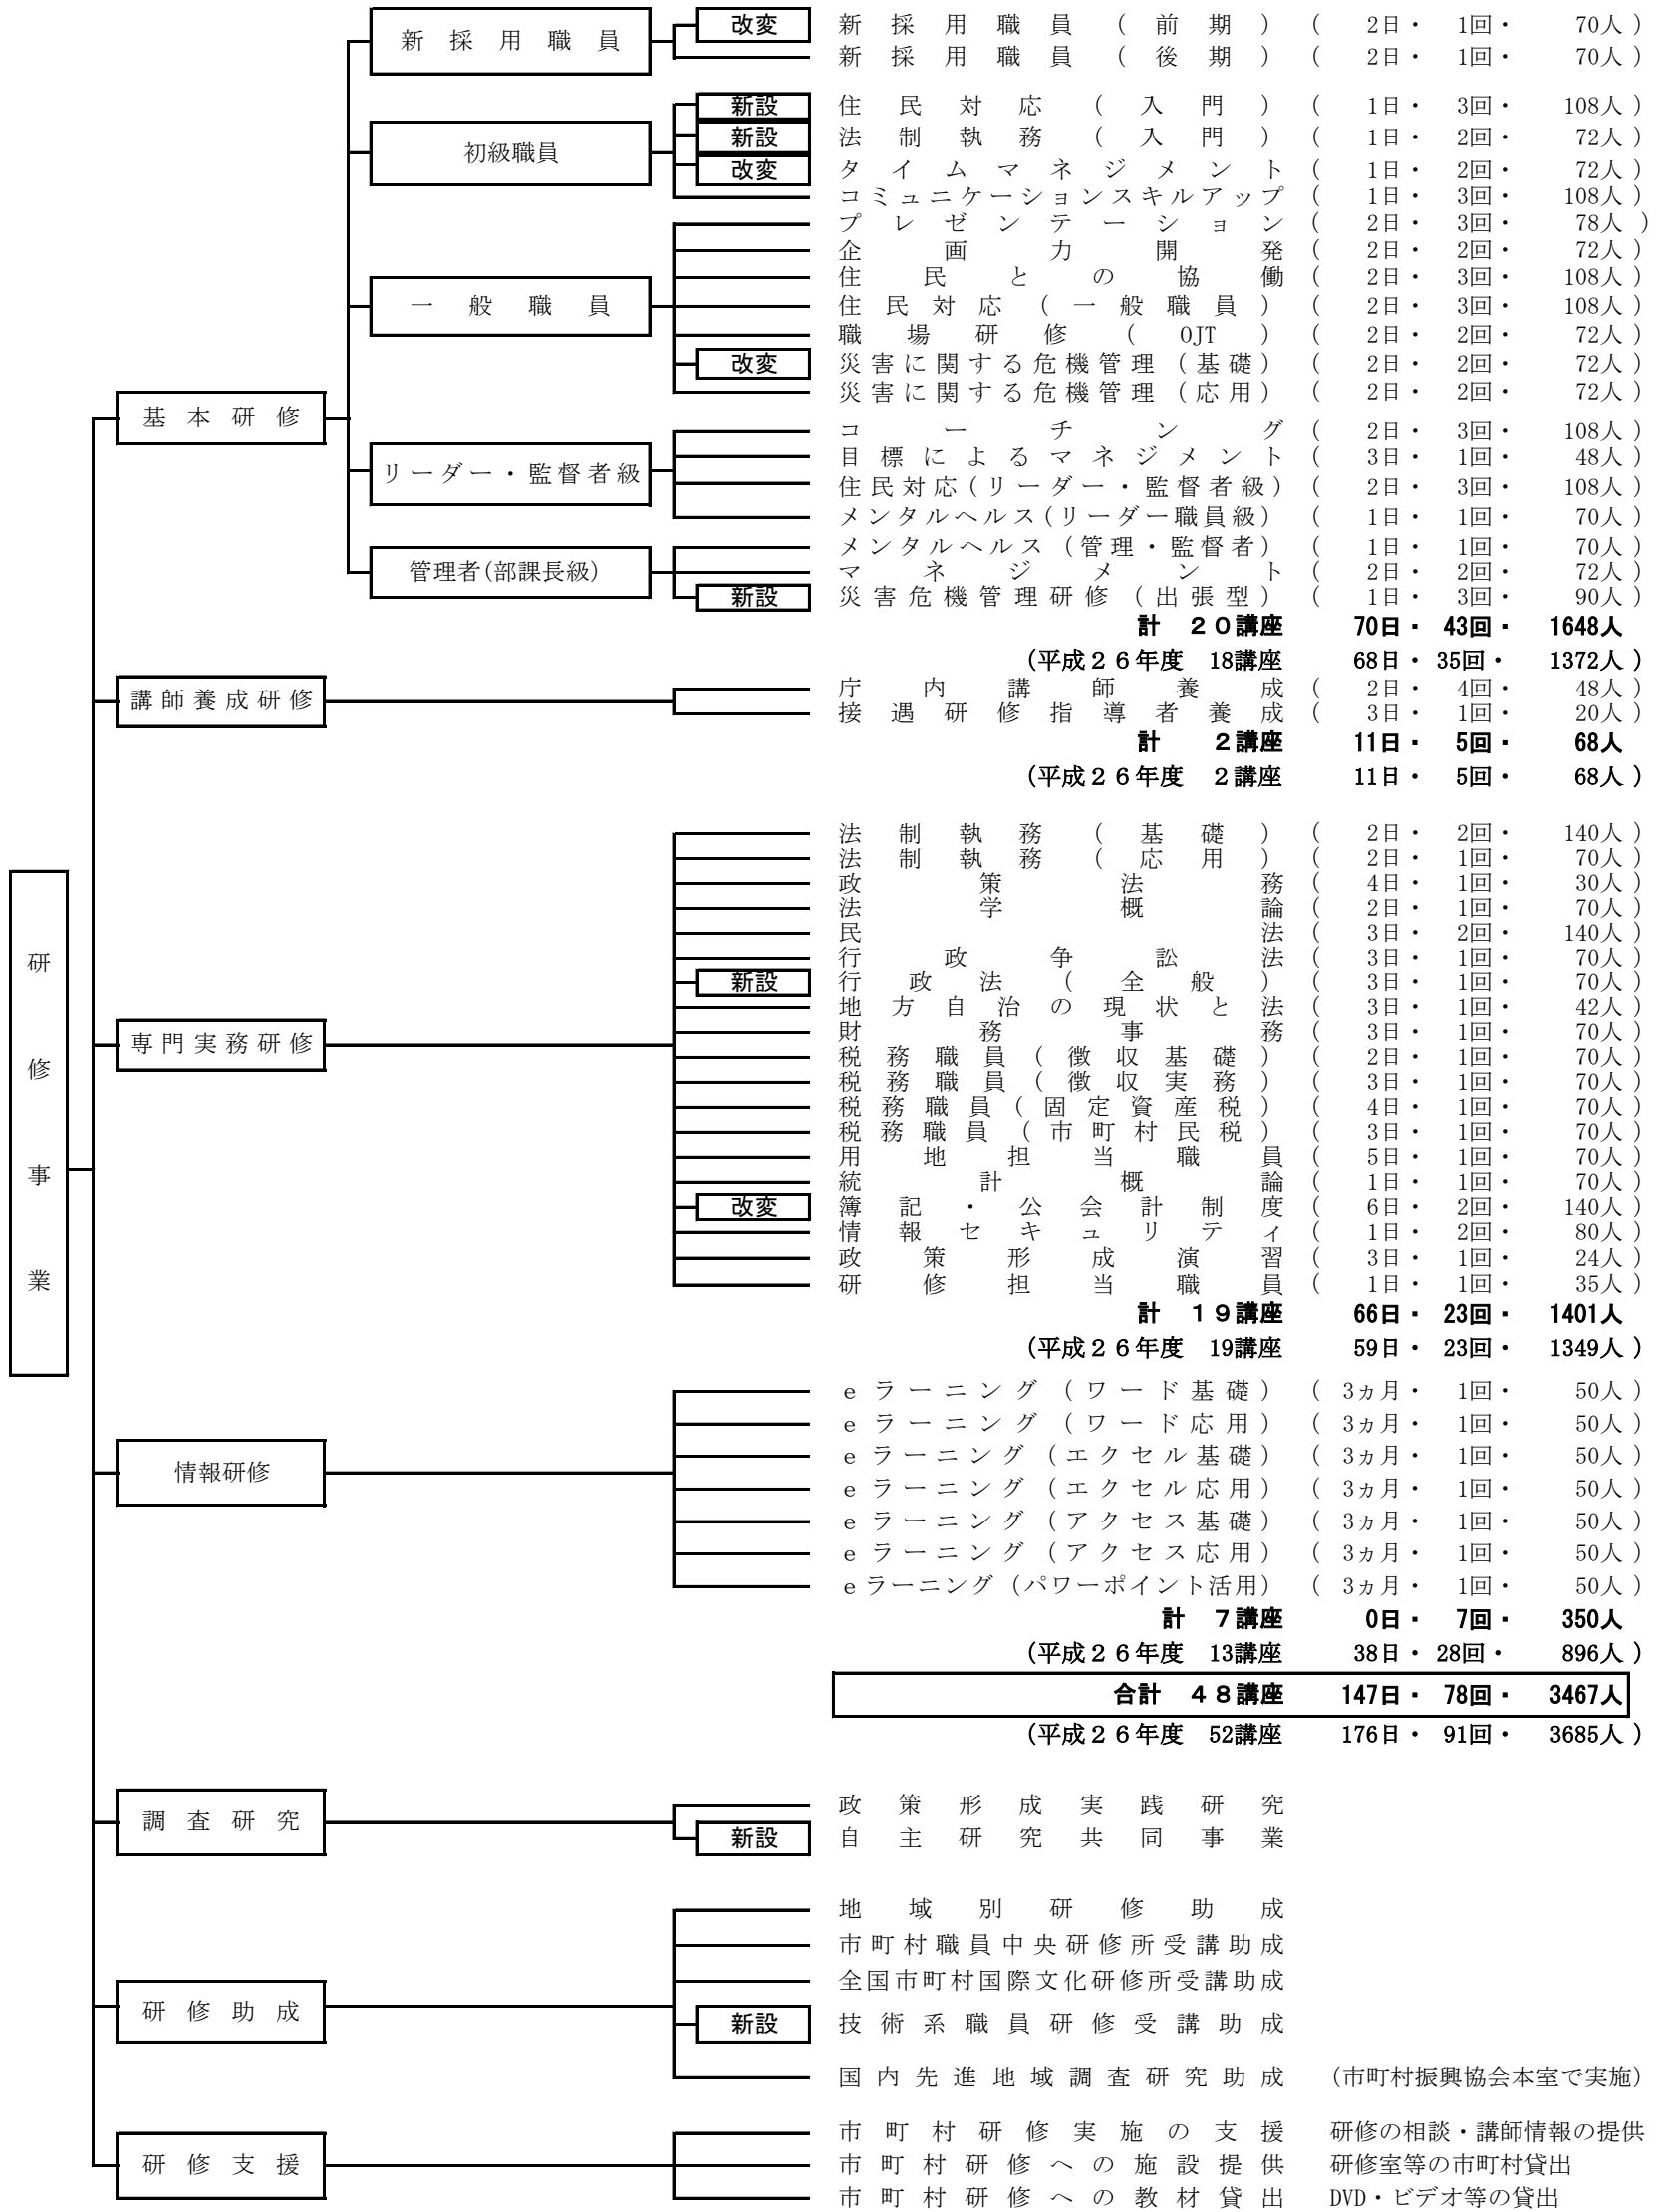 研修事業
基本研修
新採用職員
改変 新採用職員(前期) ( 2日・ 1回・ 70人 )
新採用職員(後期) ( 2日・ 1回・ 70人 )
初級職員
新設 住民対応(入門) ( 1日・ 3回・ 108人 )
新設 法制執務(入門) ( 1日・ 2回・ 72人 )
改変 タイムマネジメント ( 1日・ 2回・ 72人 )
コミュニケーションスキルアップ ( 1日・ 3回・ 108人 )
一般職員
プレゼンテーション ( 2日・ 3回・ 78人 )
企画力開発 ( 2日・ 2回・ 72人 )
住民との協働 ( 2日・ 3回・ 108人 )
住民対応(一般職員) ( 2日・ 3回・ 108人 )
職場研修(OJT) ( 2日・ 2回・ 72人 )
改変 災害に関する危機管理(基礎) ( 2日・ 2回・ 72人 )
災害に関する危機管理(応用) ( 2日・ 2回・ 72人 )
リーダー・監督者級
コーチング ( 2日・ 3回・ 108人 )
目標によるマネジメント ( 3日・ 1回・ 48人 )
住民対応(リーダー・監督者級) ( 2日・ 3回・ 108人 )
メンタルヘルス(リーダー職員級) ( 1日・ 1回・ 70人 )
管理者(部課長級)
メンタルヘルス(管理・監督者) ( 1日・ 1回・ 70人 )
マネジメント ( 2日・ 2回・ 72人 )
新設 災害危機管理研修(出張型) ( 1日・ 3回・ 90人 )
計 20講座 70日・ 43回・ 1648人
(平成26年度 18講座 68日・ 35回・ 1372人 )
講師養成研修
庁内講師養成 ( 2日・ 4回・ 48人 )
接遇研修指導者養成 ( 3日・ 1回・ 20人 )
計 2講座 11日・ 5回・ 68人
(平成26年度 2講座 11日・ 5回・ 68人 )
専門実務研修
法制執務(基礎) ( 2日・ 2回・ 140人 )
法制執務(応用) ( 2日・ 1回・ 70人 )
政策法務 ( 4日・ 1回・ 30人 )
法学概論 ( 2日・ 1回・ 70人 )
民法 ( 3日・ 2回・ 140人 )
行政争訟法 ( 3日・ 1回・ 70人 )
新設 行政法(全般) ( 3日・ 1回・ 70人 )
地方自治の現状と法 ( 3日・ 1回・ 42人 )
財務事務 ( 3日・ 1回・ 70人 )
税務職員(徴収基礎) ( 2日・ 1回・ 70人 )
税務職員(徴収実務) ( 3日・ 1回・ 70人 )
税務職員(固定資産税) ( 4日・ 1回・ 70人 )
税務職員(市町村民税) ( 3日・ 1回・ 70人 )
用地担当職員 ( 5日・ 1回・ 70人 )
統計概論 ( 1日・ 1回・ 70人 )
改変 簿記・公会計制度 ( 6日・ 2回・ 140人 )
情報セキュリティ ( 1日・ 2回・ 80人 )
政策形成演習 ( 3日・ 1回・ 24人 )
研修担当職員 ( 1日・ 1回・ 35人 )
計 19講座 66日・ 23回・ 1401人
(平成26年度 19講座 59日・ 23回・ 1349人 )
情報研修
eラーニング(ワード基礎) ( 3ヵ月・ 1回・ 50人 )
eラーニング(ワード応用) ( 3ヵ月・ 1回・ 50人 )
eラーニング(エクセル基礎) ( 3ヵ月・ 1回・ 50人 )
eラーニング(エクセル応用) ( 3ヵ月・ 1回・ 50人 )
eラーニング(アクセス基礎) ( 3ヵ月・ 1回・ 50人 )
eラーニング(アクセス応用) ( 3ヵ月・ 1回・ 50人 )
eラーニング(パワーポイント活用) ( 3ヵ月・ 1回・ 50人 )
計 7講座 0日・ 7回・ 350人
(平成26年度 13講座 38日・ 28回・ 896人 )
合計 48講座 147日・ 78回・ 3467人
(平成26年度 52講座 176日・ 91回・ 3685人 )
調査研究
政策形成実践研究
新設 自主研究共同事業
研修助成
地域別研修助成
市町村職員中央研修所受講助成
全国市町村国際文化研修所受講助成
新設 技術系職員研修受講助成
国内先進地域調査研究助成 (市町村振興協会本室で実施)
研修支援
市町村研修実施の支援 研修の相談・講師情報の提供
市町村研修への施設提供 研修室等の市町村貸出
市町村研修への教材貸出 DVD・ビデオ等の貸出